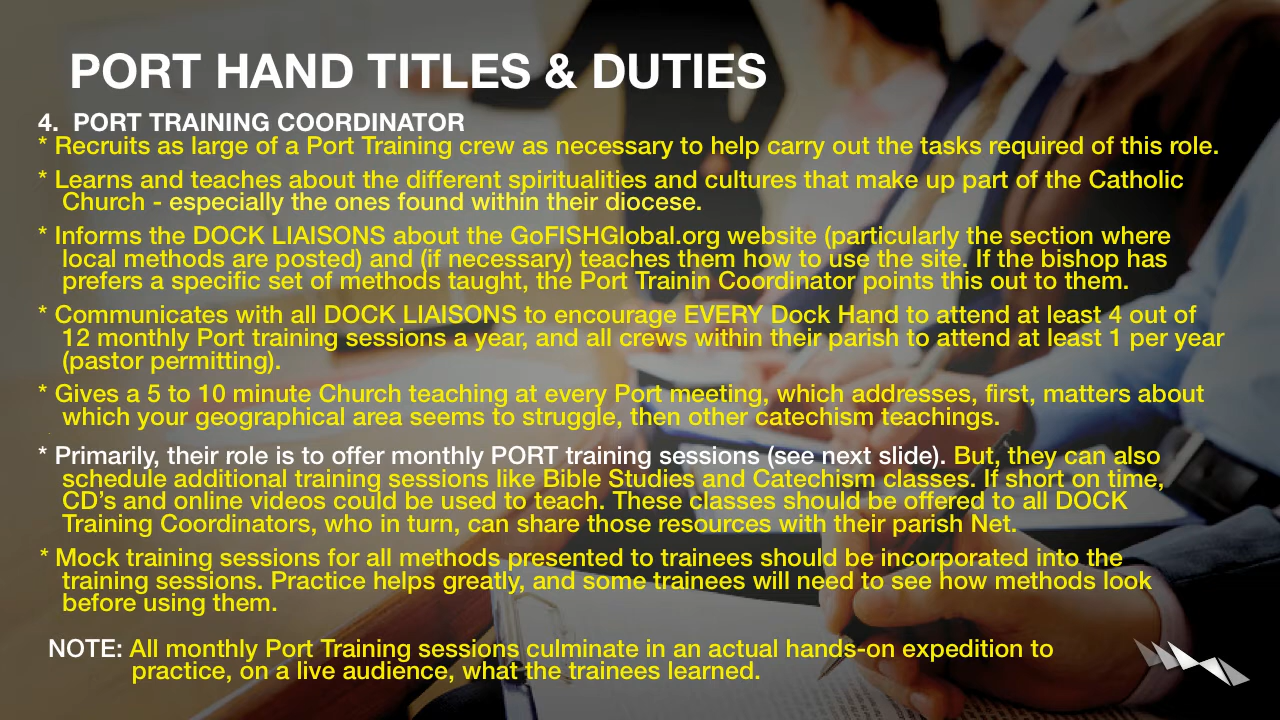 PORT HAND TITLES & DUTIES
4. PORT TRAINING COORDINATOR
* Recruits as large of a Port Training crew as necessary to help carry out the tasks required of this role.
* Learns and teaches about the different spiritualities and cultures that make up part of the Catholic
Church - especially the ones found within their diocese.
* Informs the DOCK LIAISONS about the GoFISHGlobal.org website (particularly the section where
local methods are posted) and (if necessary) teaches them how to use the site. If the bishop has
prefers a specific set of methods taught, the Port Trainin Coordinator points this out to them.
* Communicates with all DOCK LIAISONS to encourage EVERY Dock Hand to attend at least 4 out of
12 monthly Port training sessions a year, and all crews within their parish to attend at least 1 per year
(pastor permitting).
* Gives a 5 to 10 minute Church teaching at every Port meeting, which addresses, first, matters about
which your geographical area seems to struggle, then other catechism teachings.
* Primarily, their role is to offer monthly PORT training sessions (see next slide). But, they can also
schedule additional training sessions like Bible Studies and Catechism classes. If short on time,
CD’s and online videos could be used to teach. These classes should be offered to all DOCK
Training Coordinators, who in turn, can share those resources with their parish Net.
* Mock training sessions for all methods presented to trainees should be incorporated into the
training sessions. Practice helps greatly, and some trainees will need to see how methods look
before using them.
NOTE: All monthly Port Training sessions culminate in an actual hands-on expedition to
practice, on a live audience, what the trainees learned.